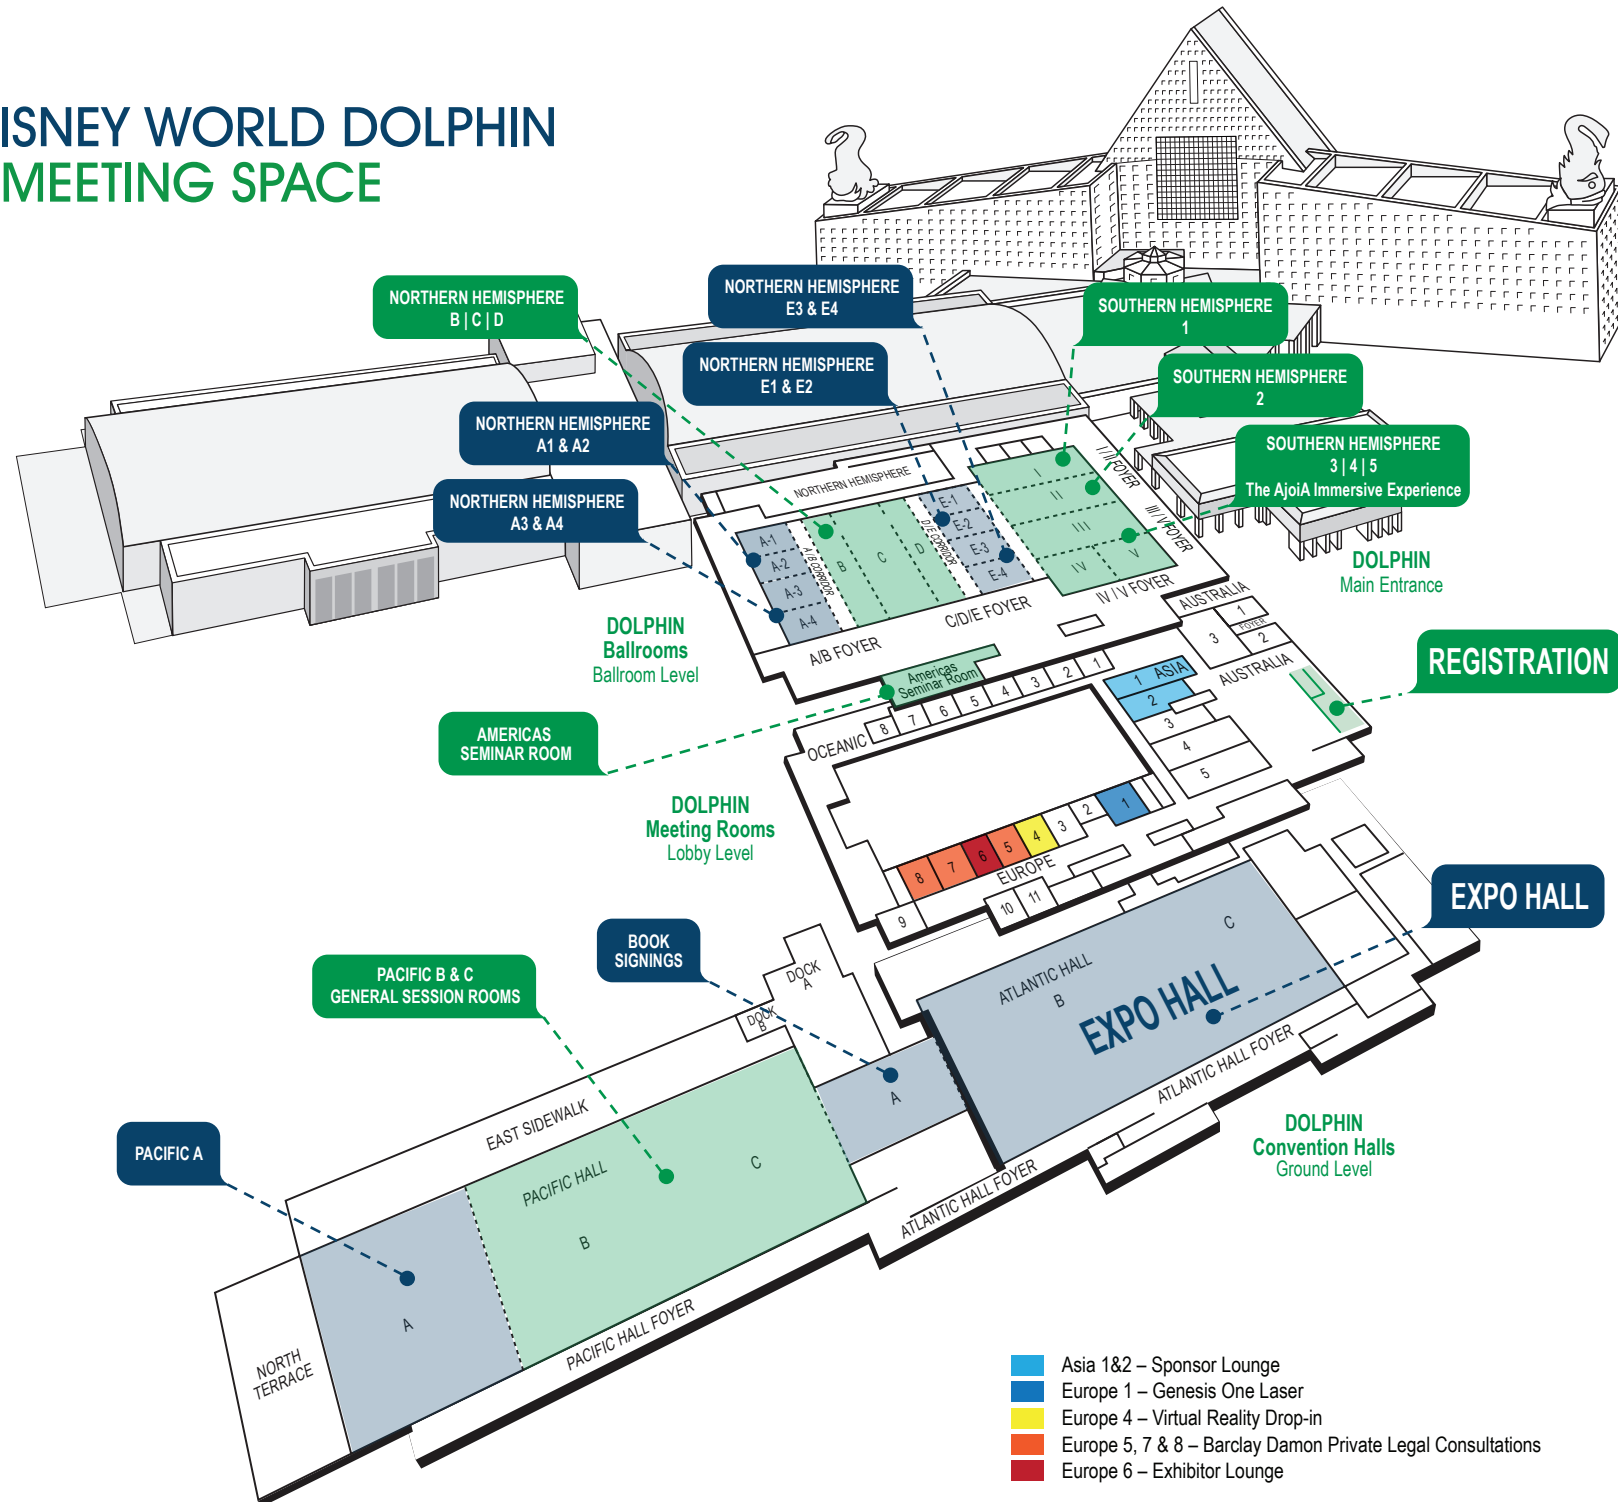 ISNEY WORLD DOLPHIN
MEETING SPACE
NORTHERN HEMISPHERE
B | C | D
NORTHERN HEMISPHERE
E3 & E4
SOUTHERN HEMISPHERE
1
NORTHERN HEMISPHERE
E1 & E2
SOUTHERN HEMISPHERE
2
NORTHERN HEMISPHERE
A1 & A2
SOUTHERN HEMISPHERE
3 | 4 | 5
The AjoiA Immersive Experience
NORTHERN HEMISPHERE
A3 & A4
NORTHERN HEMISPHERE
A-1
A-2
A-3
A-4
A/B CORRIDOR
B
C
D
D/E CORRIDOR
E-1
E-2
E-3
E-4
I
II
III
IV
V
I/II FOYER
III/V FOYER
IV/V FOYER
C/D/E FOYER
A/B FOYER
DOLPHIN
Main Entrance
DOLPHIN
Ballrooms
Ballroom Level
AUSTRALIA
1
FOYER
2
3
AUSTRALIA
REGISTRATION
Americas
Seminar Room
AMERICAS
SEMINAR ROOM
OCEANIC
8
7
6
5
4
3
2
1
1 ASIA
2
3
4
5
DOLPHIN
Meeting Rooms
Lobby Level
1
2
3
4
5
6
7
8
EUROPE
9
10
11
EXPO HALL
BOOK
SIGNINGS
PACIFIC B & C
GENERAL SESSION ROOMS
DOCK
A
DOCK
B
ATLANTIC HALL
B
C
EXPO HALL
A
ATLANTIC HALL FOYER
ATLANTIC HALL FOYER
DOLPHIN
Convention Halls
Ground Level
EAST SIDEWALK
PACIFIC A
PACIFIC HALL
C
B
A
PACIFIC HALL FOYER
NORTH
TERRACE
Asia 1&2 – Sponsor Lounge
Europe 1 – Genesis One Laser
Europe 4 – Virtual Reality Drop-in
Europe 5, 7 & 8 – Barclay Damon Private Legal Consultations
Europe 6 – Exhibitor Lounge